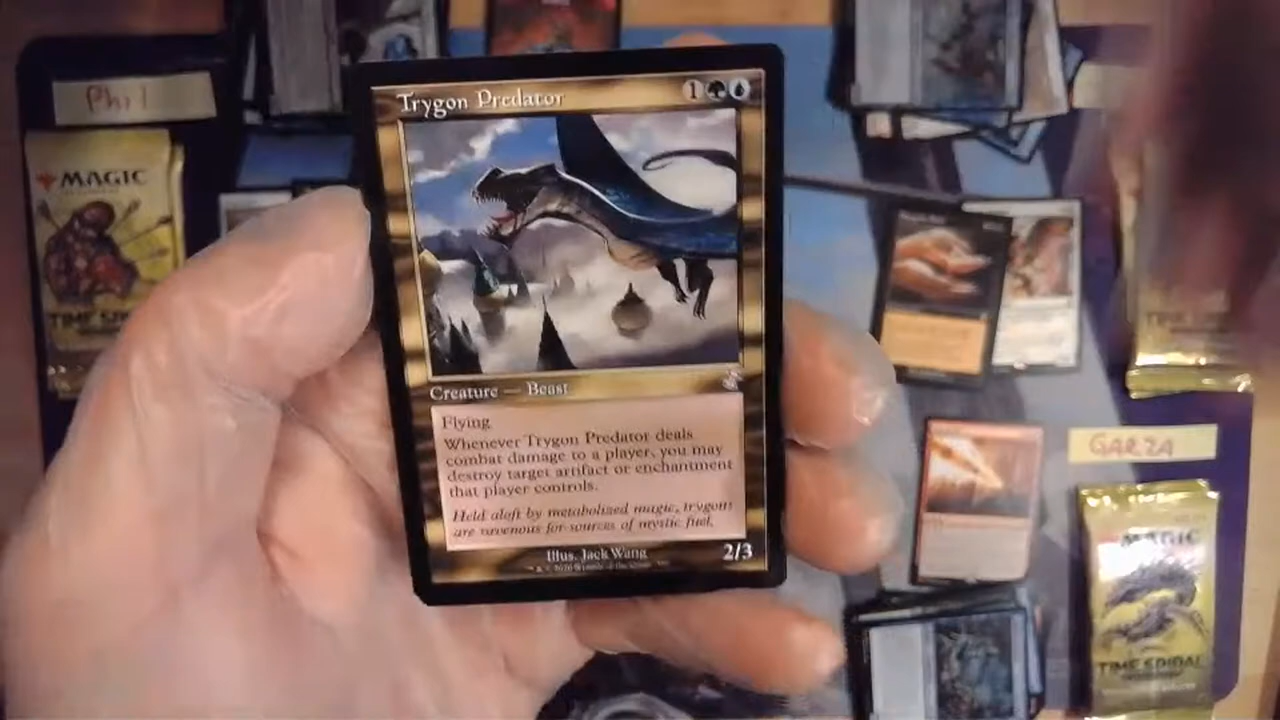 Phil
MAGIC
TIME SPIRAL
Trygon Predator
1
Creature — Beast
Flying
Whenever Trygon Predator deals
combat damage to a player, you may
destroy target artifact or enchantment
that player controls.
Held aloft by metabolized magic, trygons
are ravenous for sources of mystic fuel.
Illus. Jack Wang
2/3
GARZA
MAGIC
TIME SPIRAL